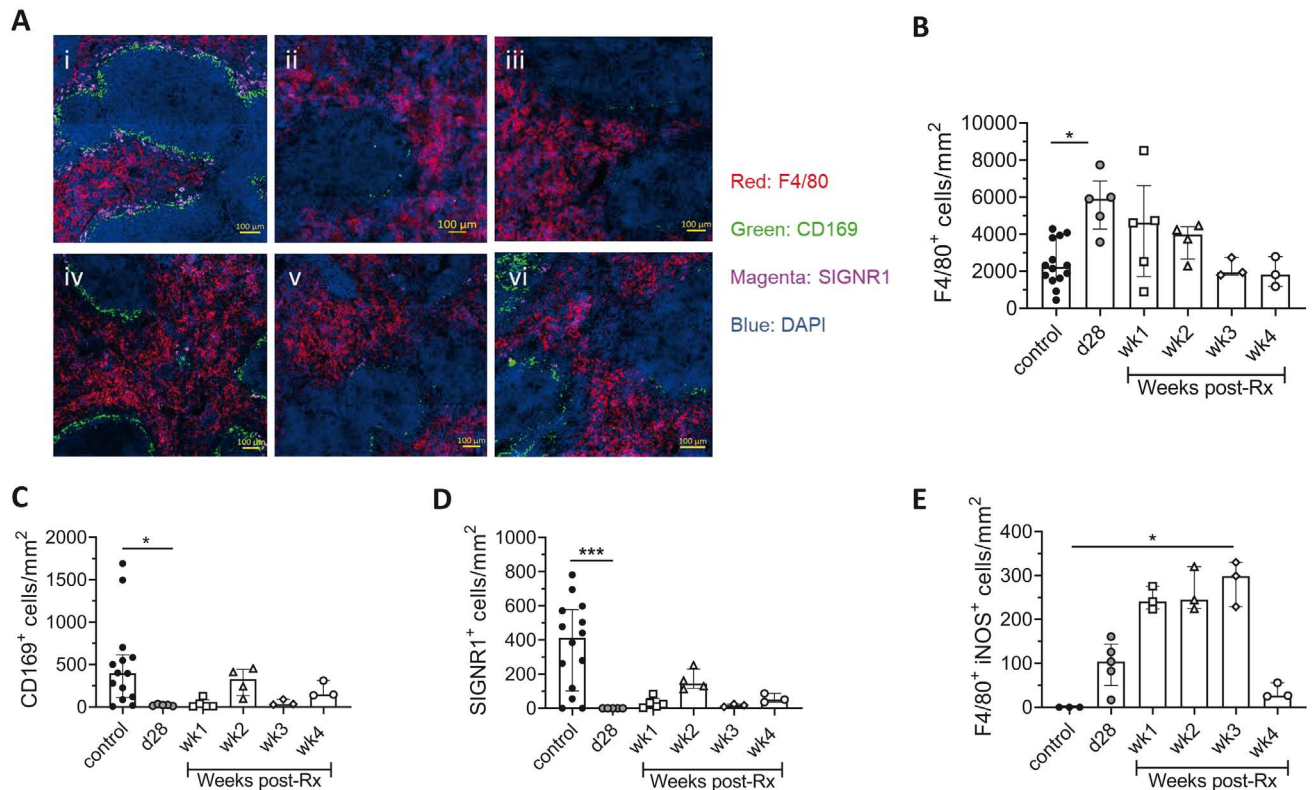 A
i
ii
iii
100 µm
100 µm
100 µm
iv
v
vi
100 µm
100 µm
100 µm
Red: F4/80
Green: CD169
Magenta: SIGNR1
Blue: DAPI
B
F4/80+ cells/mm2
10000
8000
6000
4000
2000
0
*
control
d28
wk1
wk2
wk3
wk4
Weeks post-Rx
C
CD169+ cells/mm2
2000
1500
1000
500
0
*
control
d28
wk1
wk2
wk3
wk4
Weeks post-Rx
D
SIGNR1+ cells/mm2
1000
800
600
400
200
0
***
control
d28
wk1
wk2
wk3
wk4
Weeks post-Rx
E
F4/80+ iNOS+ cells/mm2
400
300
200
100
0
*
control
d28
wk1
wk2
wk3
wk4
Weeks post-Rx